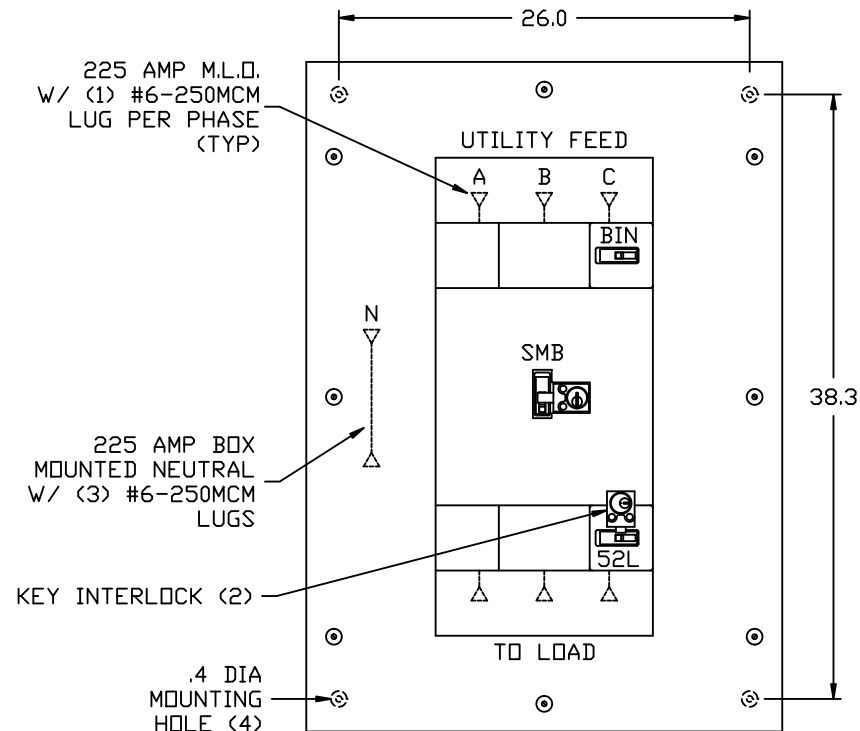 26.0
225 AMP M.L.O.
W/ (1) #6-250MCM
LUG PER PHASE
(TYP)
UTILITY FEED
A B C
BIN
N
SMB
38.3
225 AMP BOX
MOUNTED NEUTRAL
W/ (3) #6-250MCM
LUGS
52L
KEY INTERLOCK (2)
TO LOAD
.4 DIA
MOUNTING
HOLE (4)